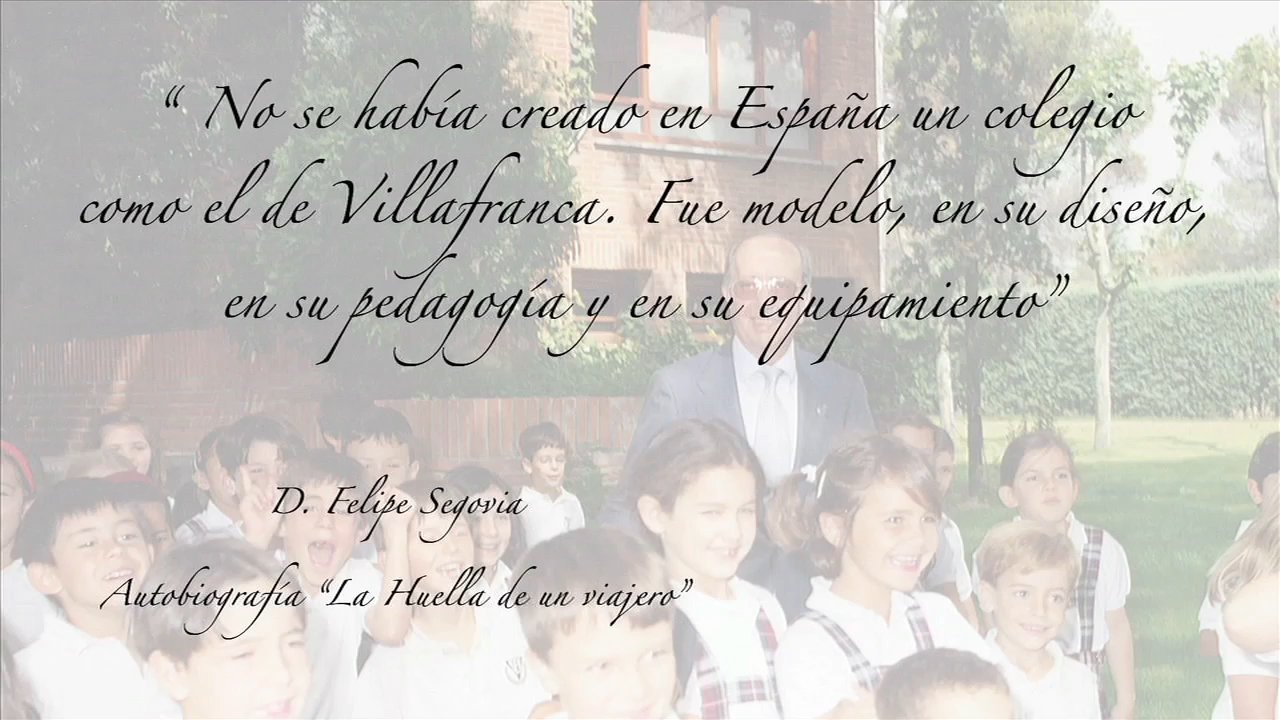 “ No se había creado en España un colegio
como el de Villafranca. Fue modelo, en su diseño,
en su pedagogía y en su equipamiento”
D. Felipe Segovia
Autobiografía “La Huella de un viajero”